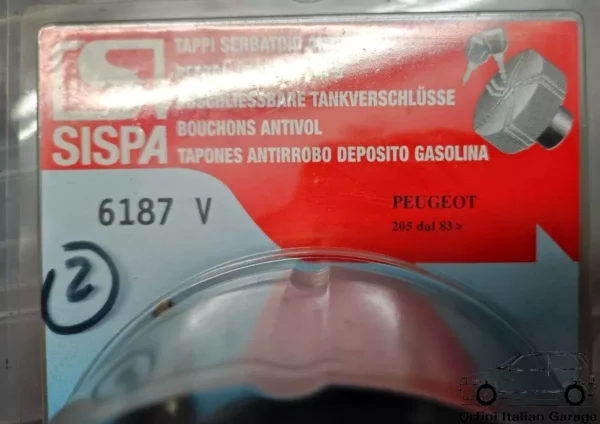 TAPPI SERBATOIO
ABSCHLIESSBARE TANKVERSCHLÜSSE
BOUCHONS ANTIVOL
SISPA TAPONES ANTIRROBO DEPOSITO GASOLINA
6187 V
PEUGEOT
205 dal 83 >
2
Orfini Italian Garage